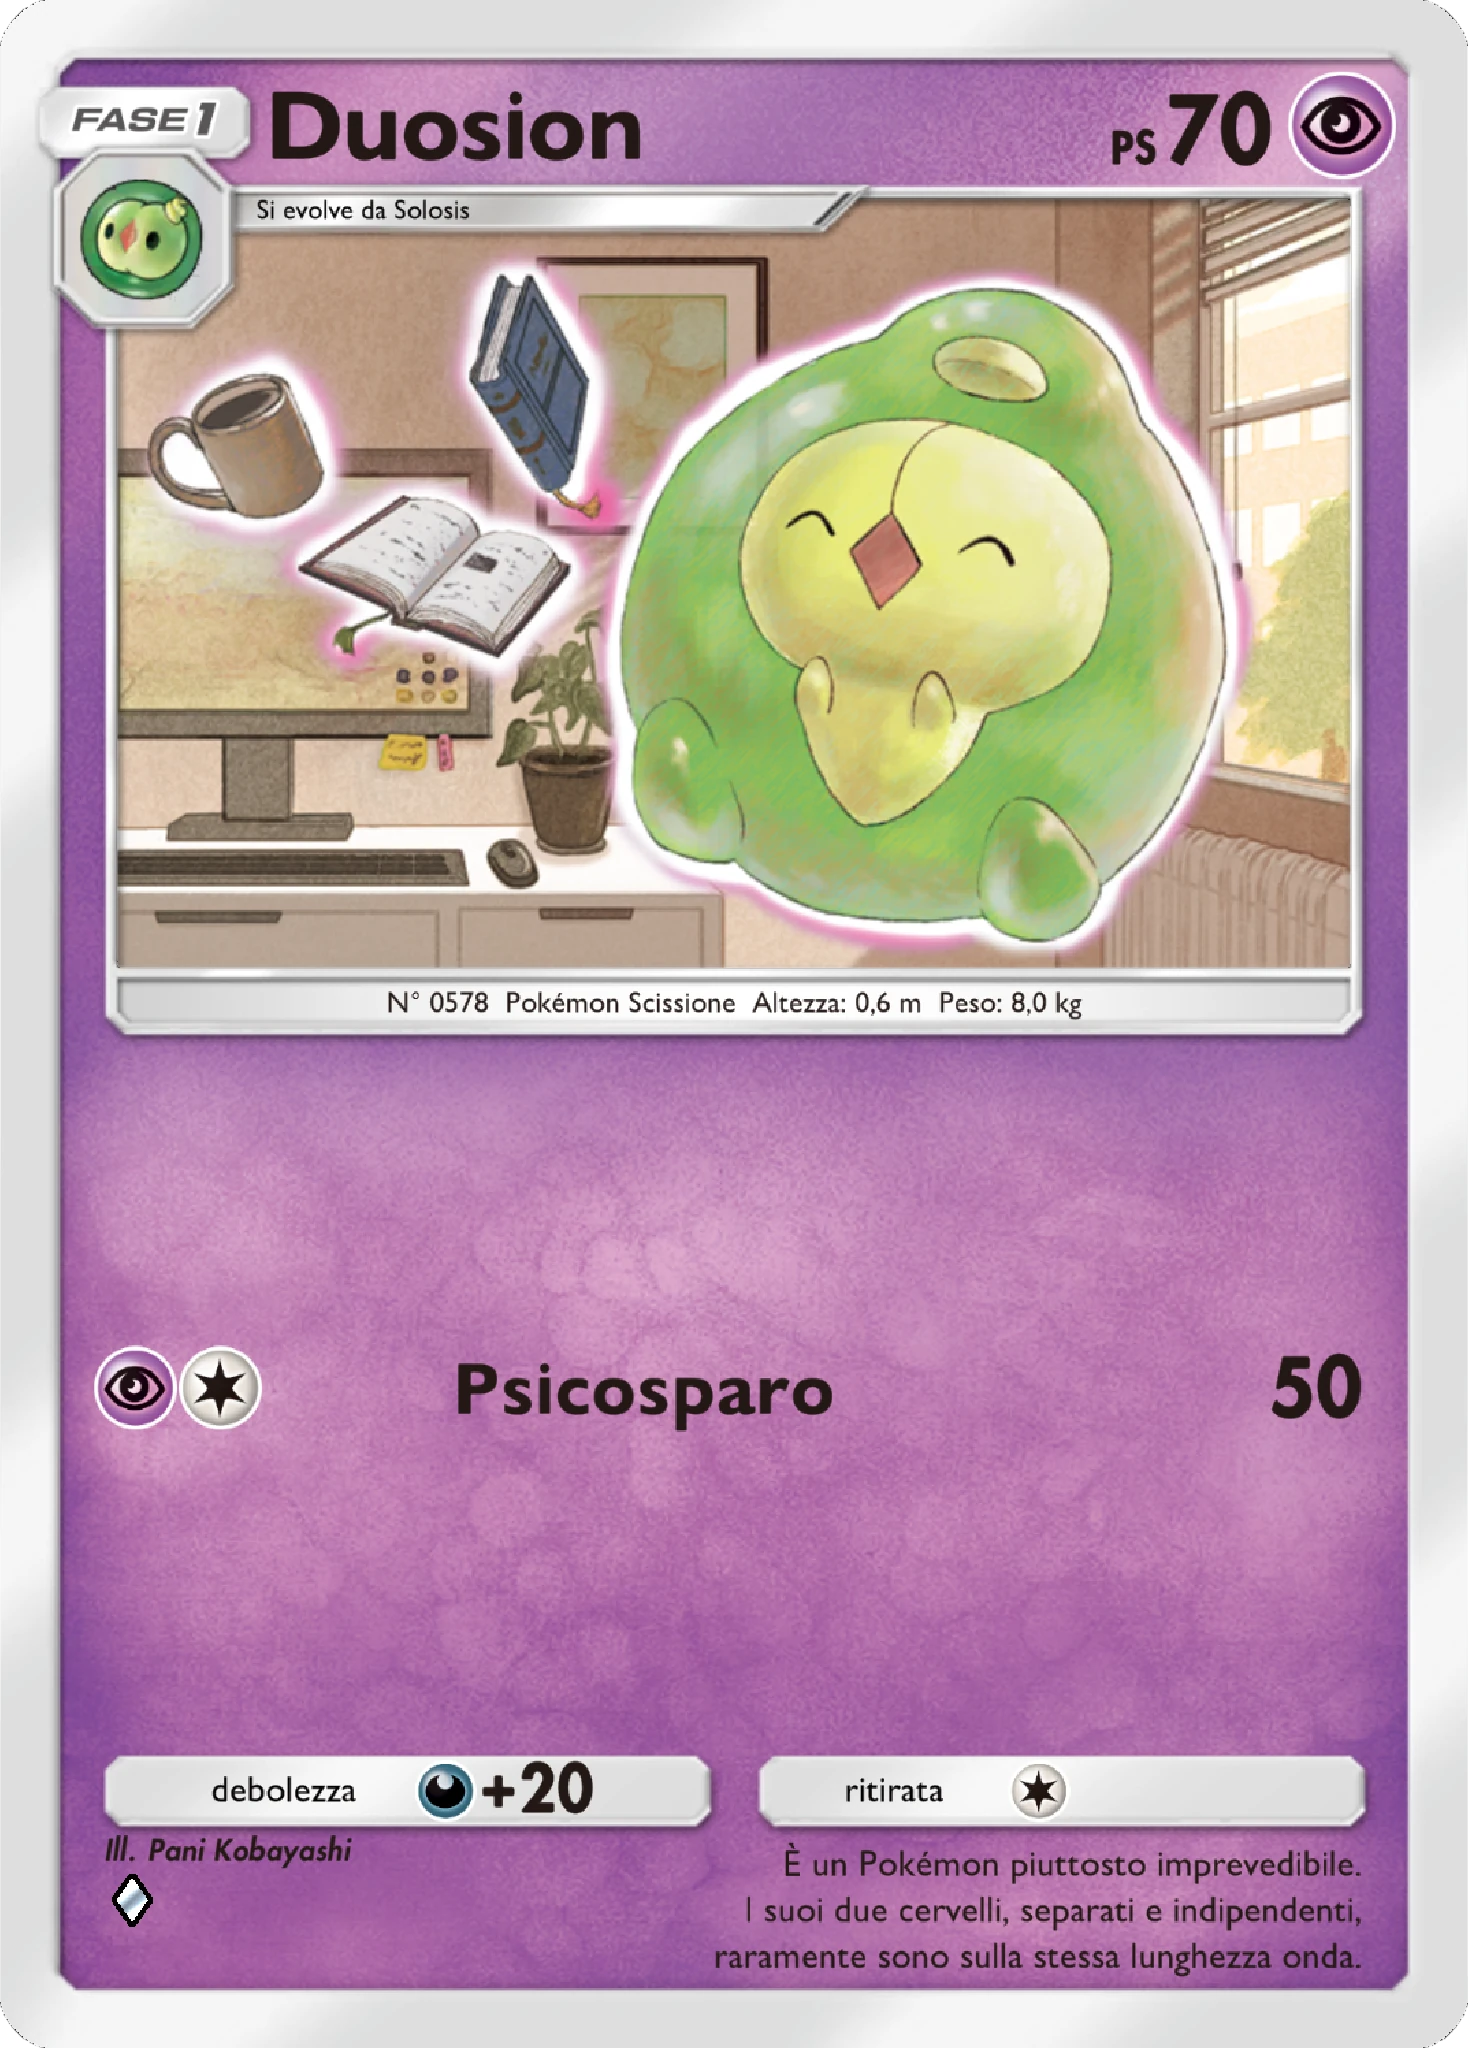 FASE 1
Duosion
PS 70
Si evolve da Solosis
N° 0578 Pokémon Scissione Altezza: 0,6 m Peso: 8,0 kg
Psicosparo 50
debolezza +20
ritirata
Ill. Pani Kobayashi
È un Pokémon piuttosto imprevedibile.
I suoi due cervelli, separati e indipendenti,
raramente sono sulla stessa lunghezza onda.